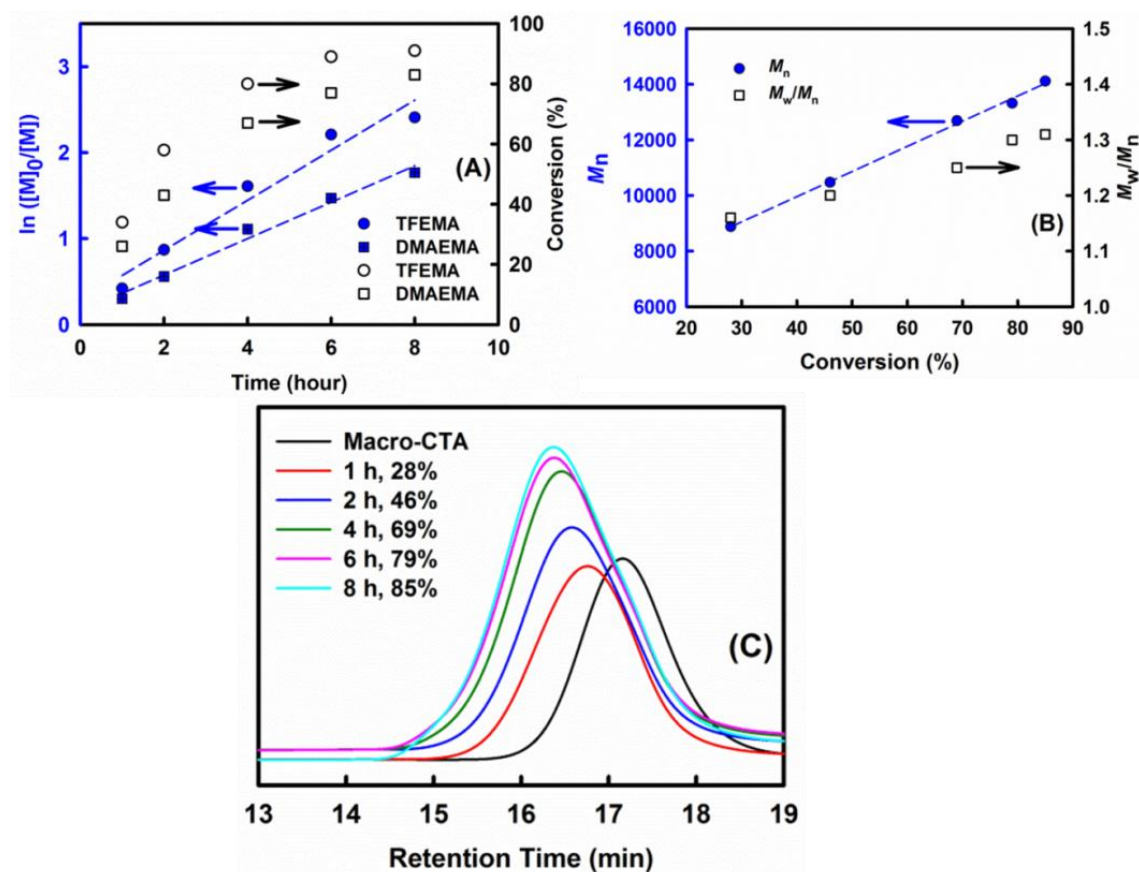 ln ([M]₀/[M])
3
2
1
0
100
80
60
40
20
0
Conversion (%)
(A)
TFEMA
DMAEMA
TFEMA
DMAEMA
0 2 4 6 8 10
Time (hour)
Mn
16000
14000
12000
10000
8000
6000
1.5
1.4
1.3
1.2
1.1
1.0
Mw/Mn
Mn
Mw/Mn
(B)
20 30 40 50 60 70 80 90
Conversion (%)
Macro-CTA
1 h, 28%
2 h, 46%
4 h, 69%
6 h, 79%
8 h, 85%
(C)
13 14 15 16 17 18 19
Retention Time (min)